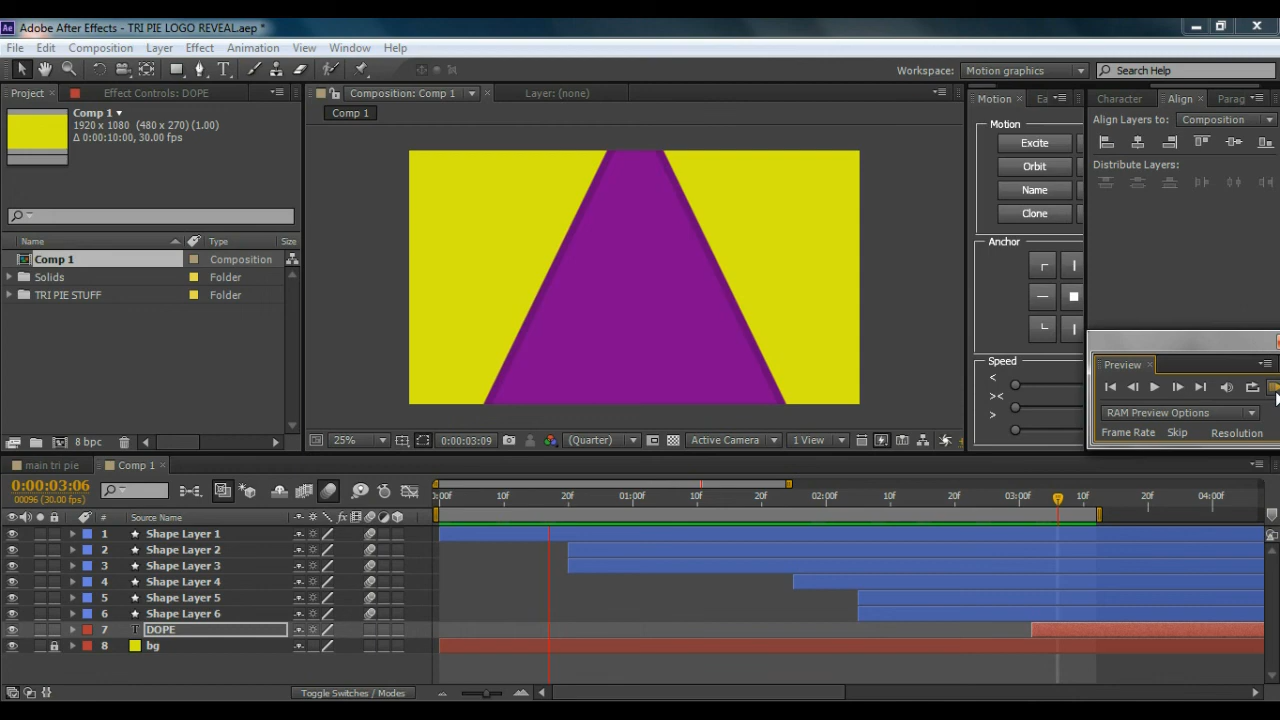 Ae Adobe After Effects - TRI PIE LOGO REVEAL.aep *
File Edit Composition Layer Effect Animation View Window Help
Workspace: Motion graphics Search Help
Project Effect Controls: DOPE
Comp 1
1920 x 1080 (480 x 270) (1.00)
Δ 0:00:10:00, 30.00 fps
Name Type Size
Comp 1 Composition
Solids Folder
TRI PIE STUFF Folder
8 bpc
Composition: Comp 1 Layer: (none)
Comp 1
25% 0:00:03:09 (Quarter) Active Camera 1 View
Motion Ea
Motion
Excite
Orbit
Name
Clone
Anchor
Speed
<
><
>
Character Align Parag
Align Layers to: Composition
Distribute Layers:
Preview
RAM Preview Options
Frame Rate Skip Resolution
main tri pie Comp 1
0:00:03:06
00096 (30.00 fps)
:00f 10f 20f 01:00f 10f 20f 02:00f 10f 20f 03:00f 10f 20f 04:00f
# Source Name fx
1 Shape Layer 1
2 Shape Layer 2
3 Shape Layer 3
4 Shape Layer 4
5 Shape Layer 5
6 Shape Layer 6
7 T DOPE
8 bg
Toggle Switches / Modes